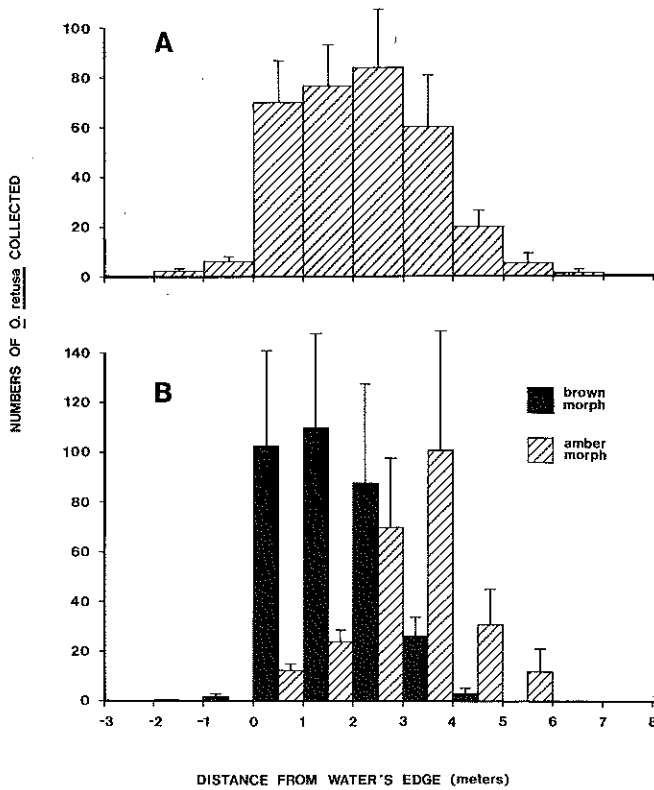 A
100
80
60
40
20
0
NUMBERS OF O. retusa COLLECTED
B
140
120
100
80
60
40
20
0
brown
morph
amber
morph
-3 -2 -1 0 1 2 3 4 5 6 7 8
DISTANCE FROM WATER'S EDGE (meters)